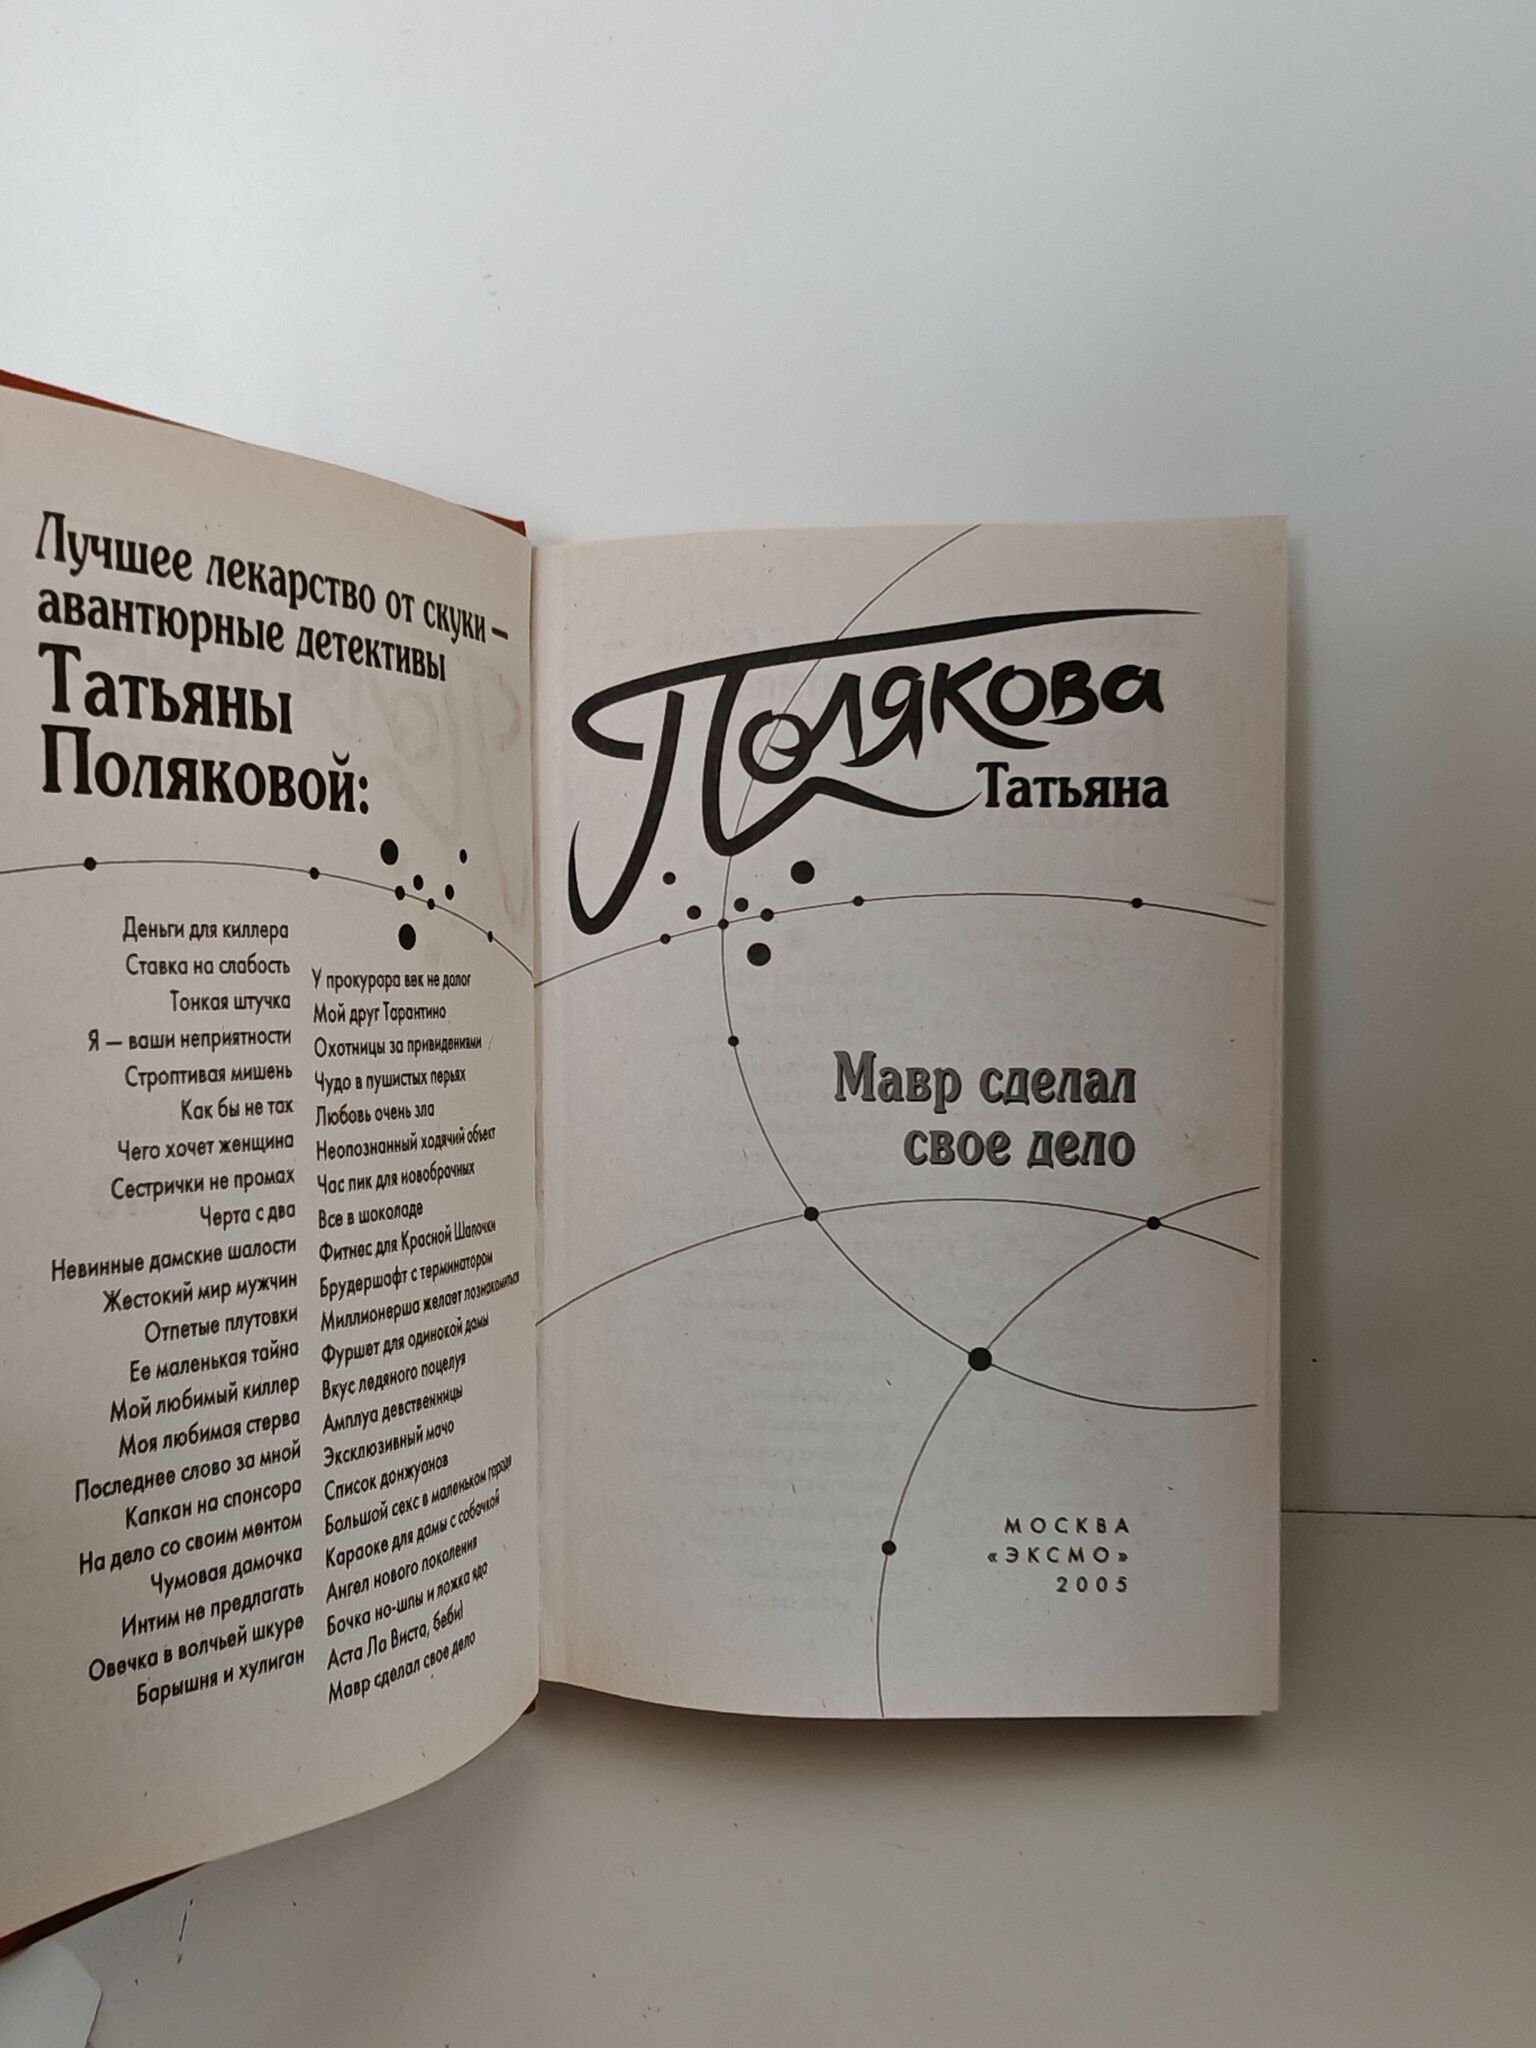 Лучшее лекарство от скуки –
авантюрные детективы
Татьяны
Поляковой:
Деньги для киллера
Ставка на слабость
Тонкая штучка
Я — ваши неприятности
Строптивая мишень
Как бы не так
Чего хочет женщина
Сестрички не промах
Черта с два
Невинные дамские шалости
Жестокий мир мужчин
Отпетые плутовки
Ее маленькая тайна
Мой любимый киллер
Моя любимая стерва
Последнее слово за мной
Капкан на спонсора
На дело со своим ментом
Чумовая дамочка
Интим не предлагать
Овечка в волчьей шкуре
Барышня и хулиган
У прокурора век не долог
Мой друг Тарантино
Охотницы за привидениями
Чудо в пушистых перьях
Любовь очень зла
Неопознанный ходячий объект
Час пик для новобрачных
Все в шоколаде
Фитнес для Красной Шапочки
Брудершафт с терминатором
Миллионерша желает познакомиться
Фуршет для одинокой дамы
Вкус ледяного поцелуя
Амплуа девственницы
Эксклюзивный мачо
Список донжуанов
Большой секс в маленьком городе
Караоке для дамы с собачкой
Ангел нового поколения
Бочка но-шпы и ложка яда
Аста Ла Виста, беби!
Мавр сделал свое дело
Полякова
Татьяна
Мавр сделал
свое дело
МОСКВА
«ЭКСМО»
2005